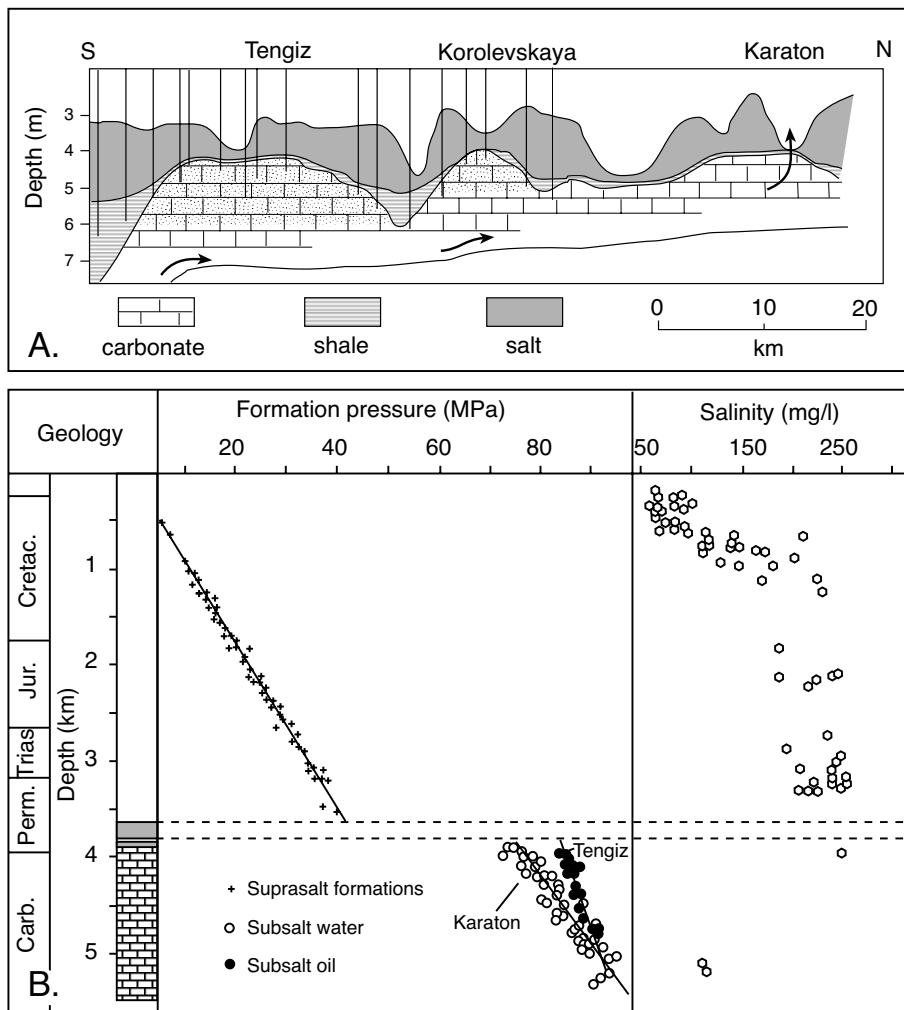 S Tengiz Korolevskaya Karaton N
Depth (m)
3
4
5
6
7
carbonate shale salt
0 10 20
km
A.
Geology Formation pressure (MPa) Salinity (mg/l)
20 40 60 80 50 150 250
Cretac.
Jur.
Trias
Perm.
Carb.
Depth (km)
1
2
3
4
5
Tengiz
Karaton
Suprasalt formations
Subsalt water
Subsalt oil
B.